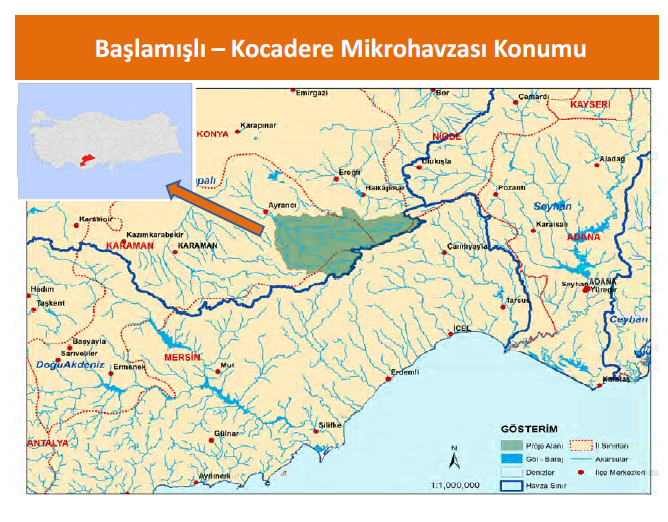 Başlamışlı – Kocadere Mikrohavzası Konumu
Emirgazi
Bor
Çamardı
KAYSERİ
Karapınar
KONYA
NİĞDE
Aladağ
Ereğli
Ulukışla
Halkapınar
Pozantı
Ayrancı
Seyhan
Karaisalı
ADANA
Kazımkarabekir
KARAMAN
KARAMAN
Çamlıyayla
Hadım
Taşkent
Seyhan
ADANA
Yüreğir
Tarsus
Ceyhan
İÇEL
Başyayla
Sarıveliler
MERSİN
DoğuAkdeniz
Ermenek
Mut
Erdemli
Karataş
Gülnar
Silifke
ANTALYA
Aydıncık
GÖSTERİM
Proje Alanı
İl Sınırları
Göl - Baraj
Akarsular
Denizler
İlçe Merkezleri
Havza Sınır
N
1:1,000,000